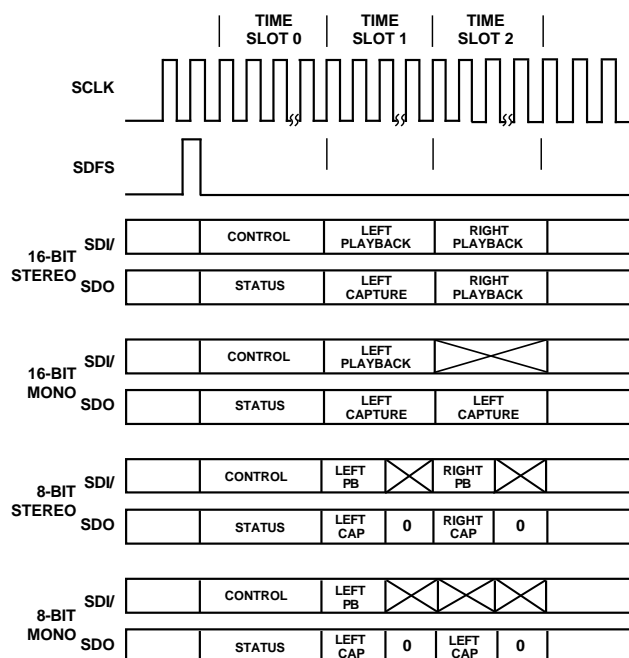 TIME SLOT 0
TIME SLOT 1
TIME SLOT 2
SCLK
SDFS
16-BIT STEREO
SDI/
CONTROL
LEFT PLAYBACK
RIGHT PLAYBACK
SDO
STATUS
LEFT CAPTURE
RIGHT PLAYBACK
16-BIT MONO
SDI/
CONTROL
LEFT PLAYBACK
SDO
STATUS
LEFT CAPTURE
LEFT CAPTURE
8-BIT STEREO
SDI/
CONTROL
LEFT PB
RIGHT PB
SDO
STATUS
LEFT CAP
0
RIGHT CAP
0
8-BIT MONO
SDI/
CONTROL
LEFT PB
SDO
STATUS
LEFT CAP
0
LEFT CAP
0